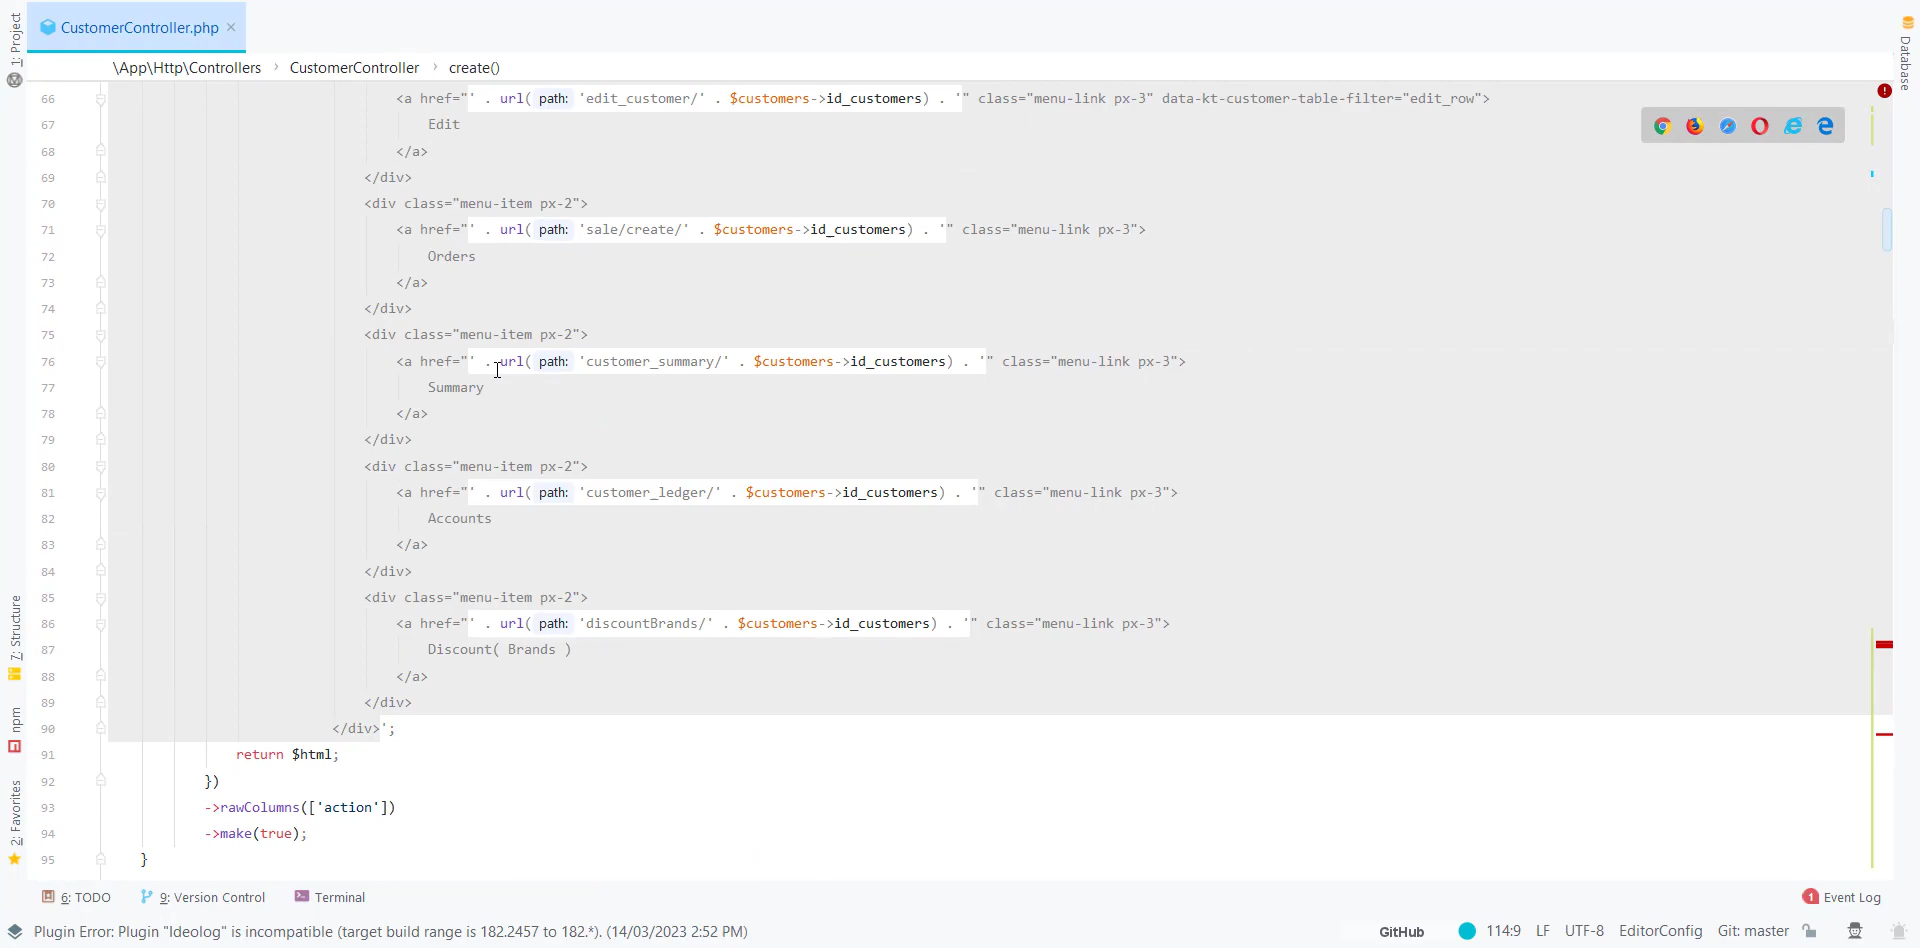 1: Project
CustomerController.php
\App\Http\Controllers > CustomerController > create()
66 <a href="' . url( path: 'edit_customer/' . $customers->id_customers) . '" class="menu-link px-3" data-kt-customer-table-filter="edit_row">
67 Edit
68 </a>
69 </div>
70 <div class="menu-item px-2">
71 <a href="' . url( path: 'sale/create/' . $customers->id_customers) . '" class="menu-link px-3">
72 Orders
73 </a>
74 </div>
75 <div class="menu-item px-2">
76 <a href="' . url( path: 'customer_summary/' . $customers->id_customers) . '" class="menu-link px-3">
77 Summary
78 </a>
79 </div>
80 <div class="menu-item px-2">
81 <a href="' . url( path: 'customer_ledger/' . $customers->id_customers) . '" class="menu-link px-3">
82 Accounts
83 </a>
84 </div>
85 <div class="menu-item px-2">
86 <a href="' . url( path: 'discountBrands/' . $customers->id_customers) . '" class="menu-link px-3">
87 Discount( Brands )
88 </a>
89 </div>
90 </div>';
91 return $html;
92 })
93 ->rawColumns(['action'])
94 ->make(true);
95 }
Database
7: Structure
npm
2: Favorites
6: TODO 9: Version Control Terminal 1 Event Log
Plugin Error: Plugin "Ideolog" is incompatible (target build range is 182.2457 to 182.*). (14/03/2023 2:52 PM) GitHub 114:9 LF UTF-8 EditorConfig Git: master